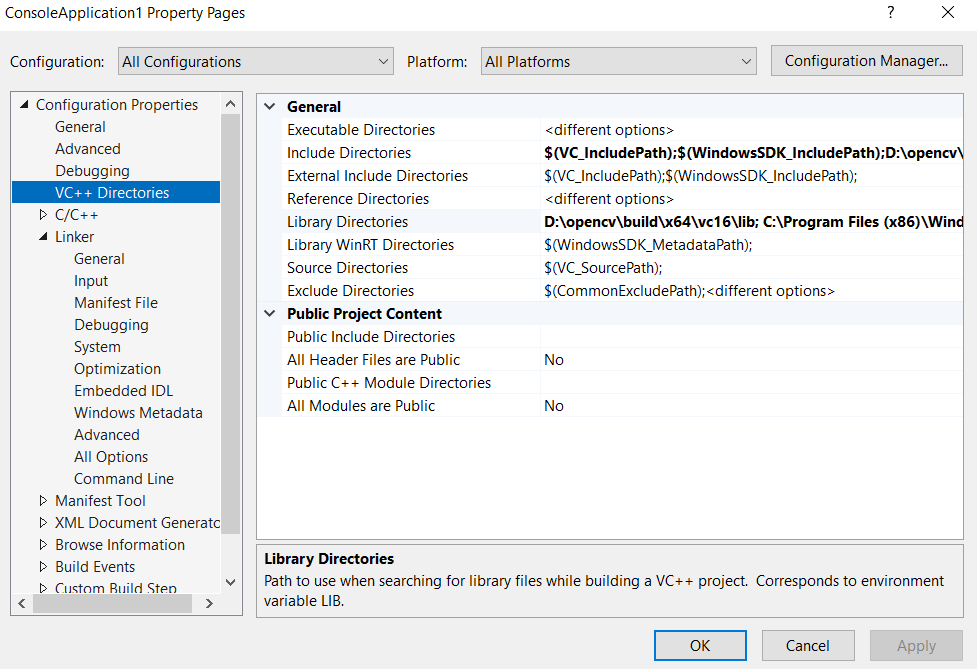 ConsoleApplication1 Property Pages
?
Configuration: All Configurations Platform: All Platforms Configuration Manager...
Configuration Properties
General
Advanced
Debugging
VC++ Directories
C/C++
Linker
General
Input
Manifest File
Debugging
System
Optimization
Embedded IDL
Windows Metadata
Advanced
All Options
Command Line
Manifest Tool
XML Document Generato
Browse Information
Build Events
Custom Build Step
General
Executable Directories <different options>
Include Directories $(VC_IncludePath);$(WindowsSDK_IncludePath);D:\opencv\
External Include Directories $(VC_IncludePath);$(WindowsSDK_IncludePath);
Reference Directories <different options>
Library Directories D:\opencv\build\x64\vc16\lib; C:\Program Files (x86)\Wind
Library WinRT Directories $(WindowsSDK_MetadataPath);
Source Directories $(VC_SourcePath);
Exclude Directories $(CommonExcludePath);<different options>
Public Project Content
Public Include Directories
All Header Files are Public No
Public C++ Module Directories
All Modules are Public No
Library Directories
Path to use when searching for library files while building a VC++ project.  Corresponds to environment
variable LIB.
OK Cancel Apply